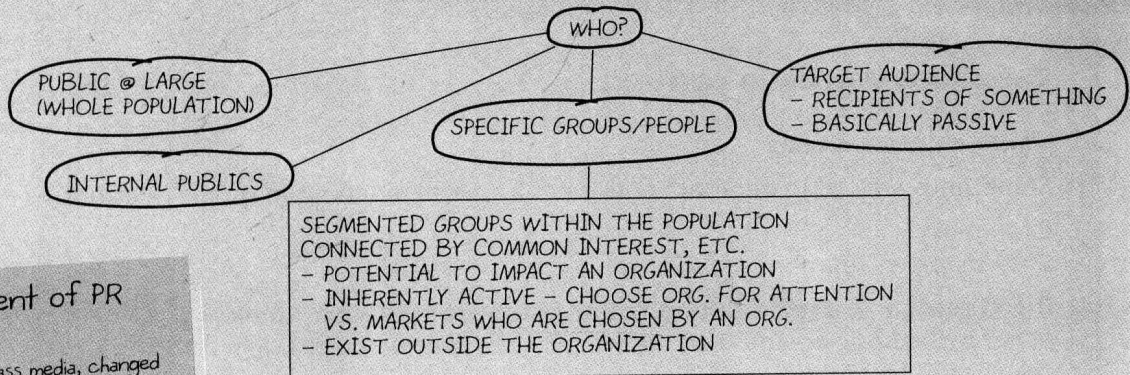 WHO?
PUBLIC @ LARGE
(WHOLE POPULATION)
INTERNAL PUBLICS
SPECIFIC GROUPS/PEOPLE
TARGET AUDIENCE
– RECIPIENTS OF SOMETHING
– BASICALLY PASSIVE
SEGMENTED GROUPS WITHIN THE POPULATION
CONNECTED BY COMMON INTEREST, ETC.
– POTENTIAL TO IMPACT AN ORGANIZATION
– INHERENTLY ACTIVE – CHOOSE ORG. FOR ATTENTION
VS. MARKETS WHO ARE CHOSEN BY AN ORG.
– EXIST OUTSIDE THE ORGANIZATION
of PR
media, changed